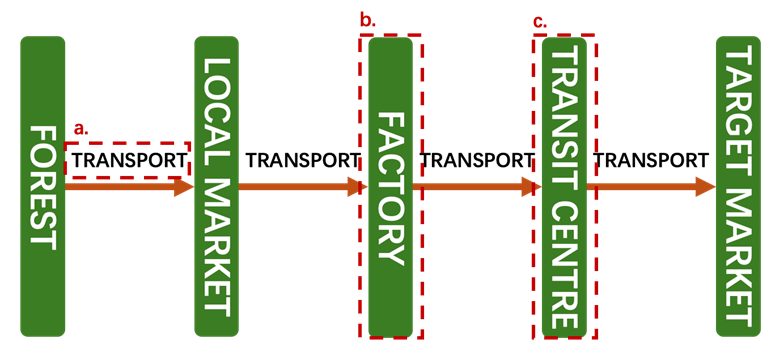 b.
c.
a.
FOREST
TRANSPORT
LOCAL MARKET
TRANSPORT
FACTORY
TRANSPORT
TRANSIT CENTRE
TRANSPORT
TARGET MARKET